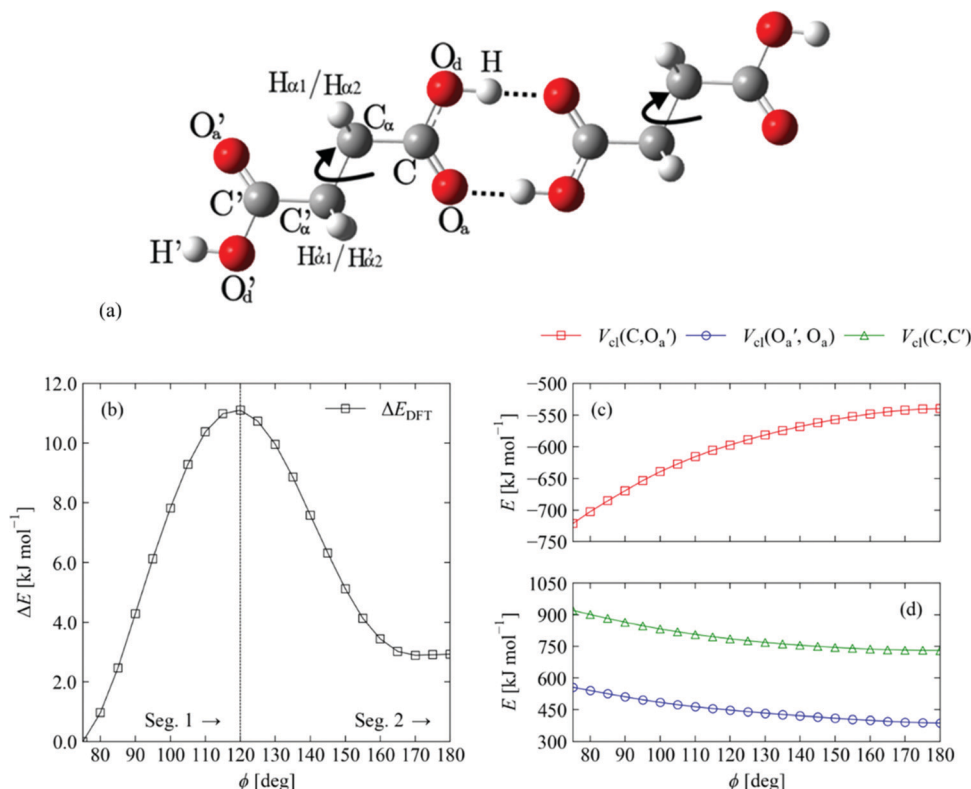 Od H
Hα1/Hα2
Oa' Cα
C
C' Cα' Oa
H' Hα1'/Hα2'
Od'
(a)
Vcl(C,Oa′) Vcl(Oa′, Oa) Vcl(C,C′)
(b) ΔEDFT
12.0
10.0
8.0
6.0
4.0
2.0
0.0
ΔE [kJ mol−1]
Seg. 1 → Seg. 2 →
80 90 100 110 120 130 140 150 160 170 180
ϕ [deg]
(c)
−500
−550
−600
−650
−700
−750
E [kJ mol−1]
(d)
1050
900
750
600
450
300
E [kJ mol−1]
80 90 100 110 120 130 140 150 160 170 180
ϕ [deg]